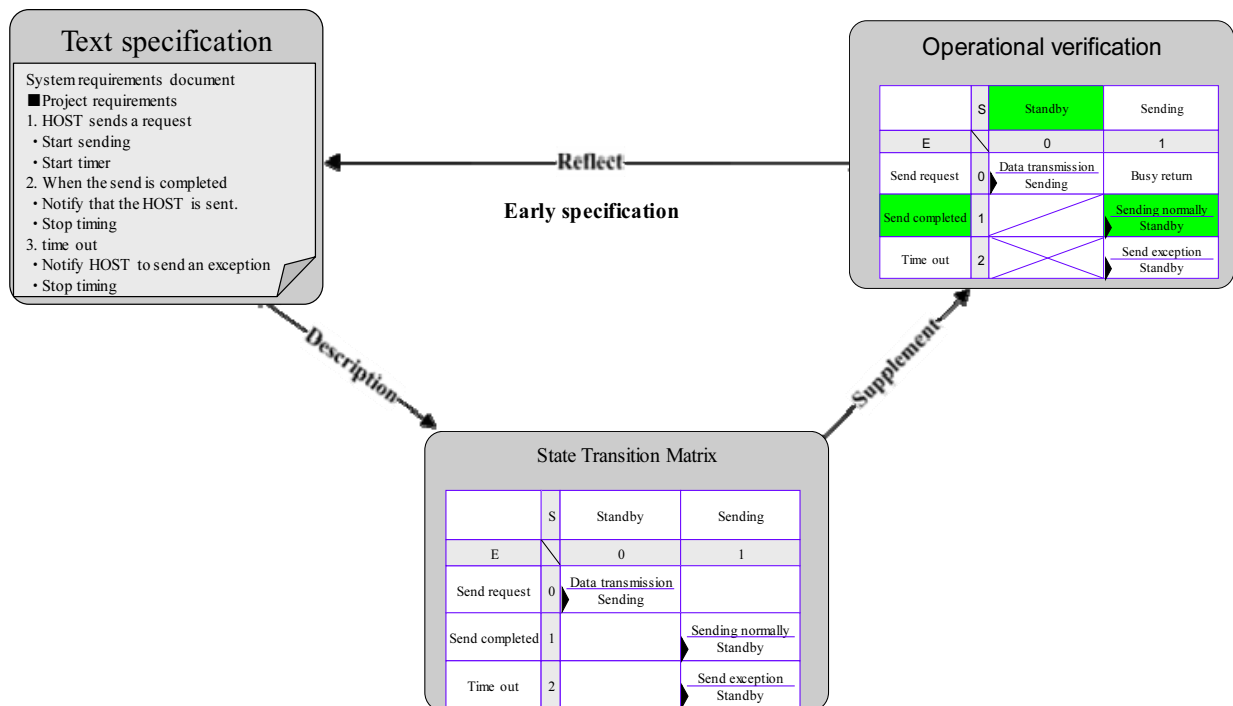 Text specification
System requirements document
■Project requirements
1. HOST sends a request
・Start sending
・Start timer
2. When the send is completed
・Notify that the HOST is sent.
・Stop timing
3. time out
・Notify HOST to send an exception
・Stop timing
Reflect
Early specification
Operational verification
S Standby Sending
E 0 1
Send request 0 Data transmission Busy return
Sending
Send completed 1 Sending normally
Standby
Time out 2 Send exception
Standby
Description
Supplement
State Transition Matrix
S Standby Sending
E 0 1
Send request 0 Data transmission
Sending
Send completed 1 Sending normally
Standby
Time out 2 Send exception
Standby